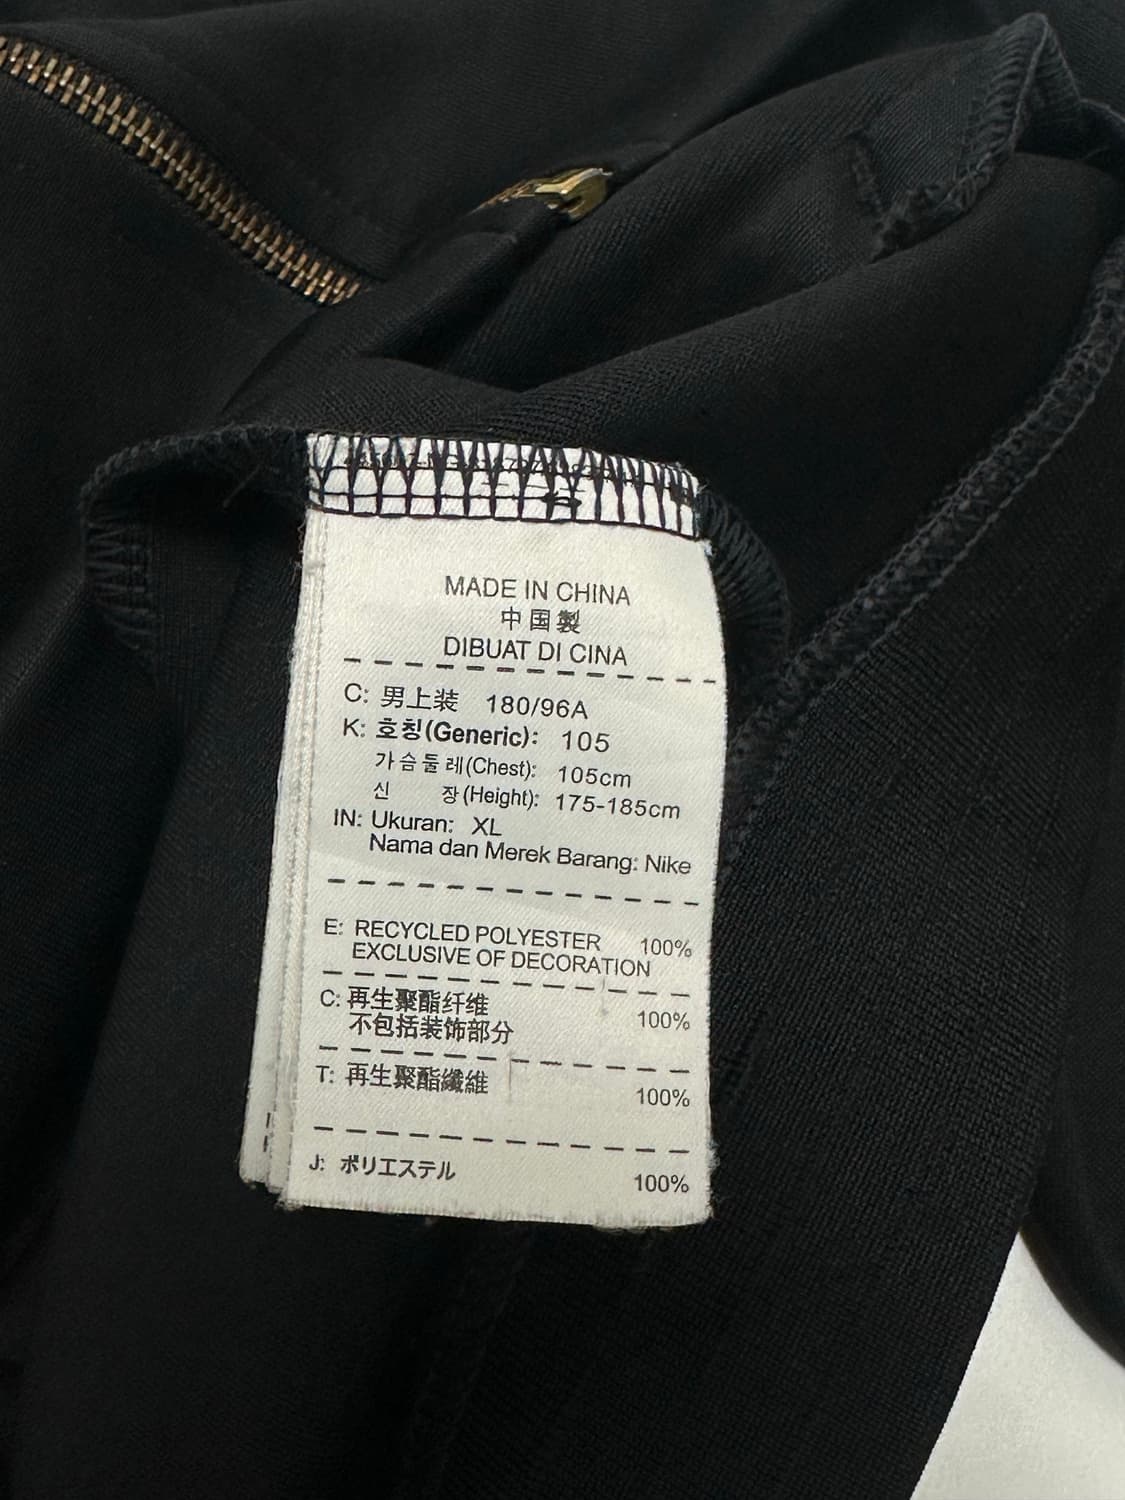 MADE IN CHINA
中国製
DIBUAT DI CINA
C: 男上装 180/96A
K: 호칭(Generic): 105
가슴둘레(Chest): 105cm
신 장(Height): 175-185cm
IN: Ukuran: XL
Nama dan Merek Barang: Nike
E: RECYCLED POLYESTER 100%
EXCLUSIVE OF DECORATION
C: 再生聚酯纤维 100%
不包括装饰部分
T: 再生聚酯纖維 100%
J: ポリエステル 100%